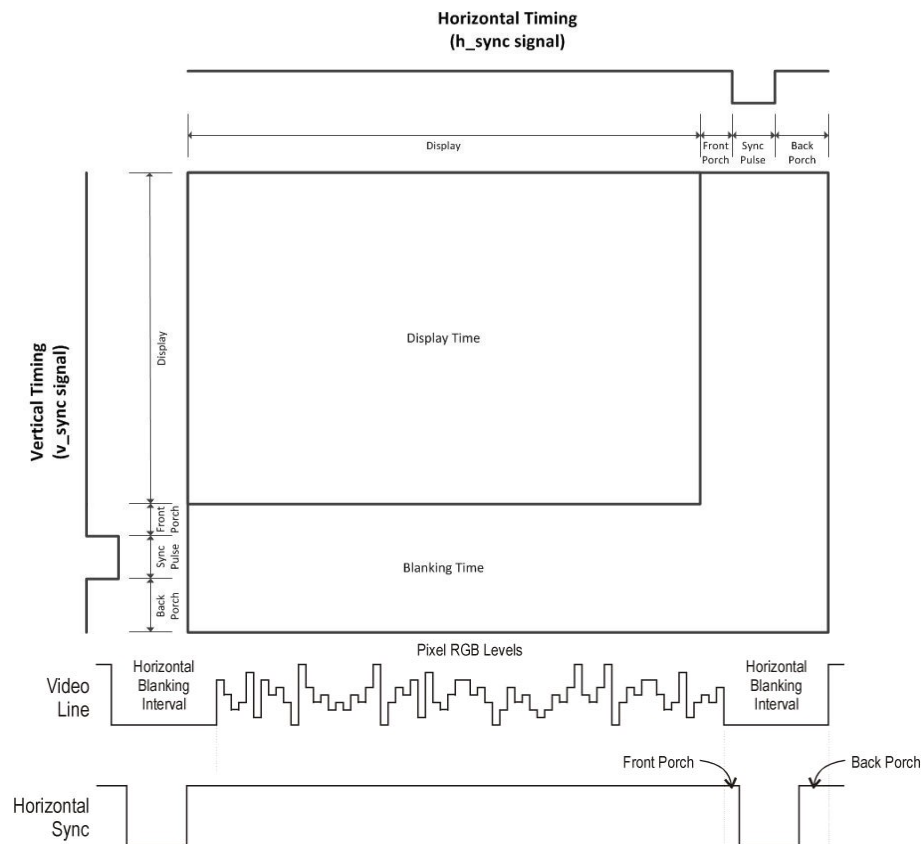 Horizontal Timing
(h_sync signal)
Display
Front
Porch
Sync
Pulse
Back
Porch
Vertical Timing
(v_sync signal)
Display
Front
Porch
Sync
Pulse
Back
Porch
Display Time
Blanking Time
Pixel RGB Levels
Video
Line
Horizontal
Blanking
Interval
Horizontal
Blanking
Interval
Front Porch
Back Porch
Horizontal
Sync